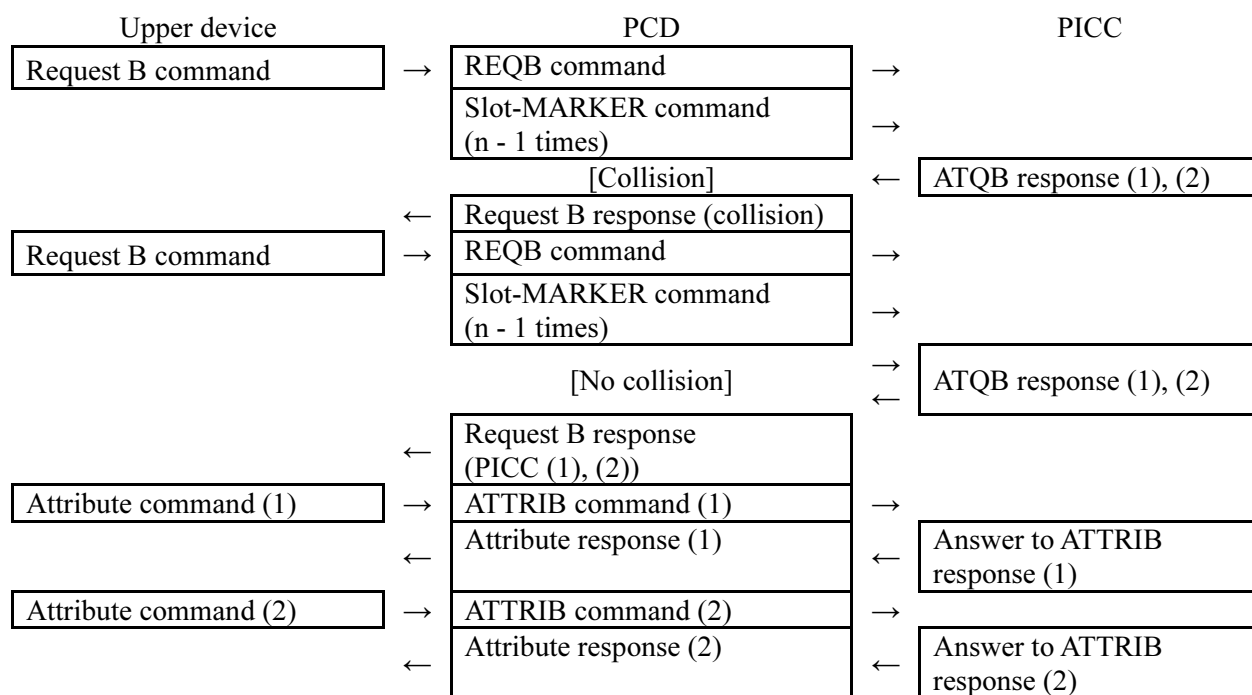 Upper device PCD PICC
Request B command → REQB command →
Slot-MARKER command
(n - 1 times) →
[Collision] ← ATQB response (1), (2)
← Request B response (collision)
Request B command → REQB command →
Slot-MARKER command
(n - 1 times) →
[No collision] → ← ATQB response (1), (2)
← Request B response
(PICC (1), (2))
Attribute command (1) → ATTRIB command (1) →
← Attribute response (1) ← Answer to ATTRIB
response (1)
Attribute command (2) → ATTRIB command (2) →
← Attribute response (2) ← Answer to ATTRIB
response (2)